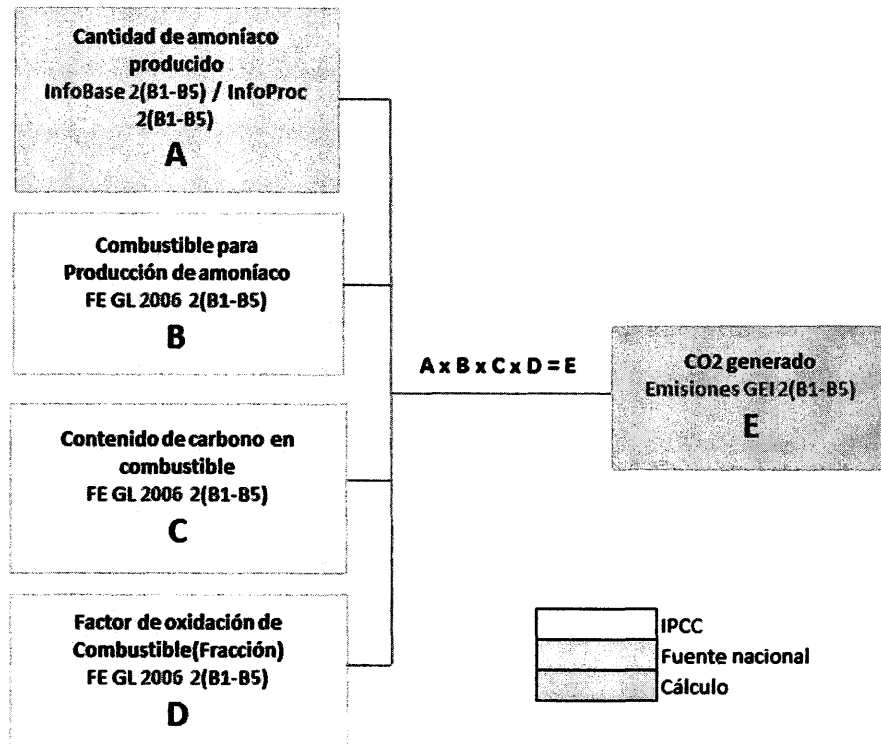 Cantidad de amoníaco
producido
InfoBase 2(B1-B5) / InfoProc
2(B1-B5)
A
Combustible para
Producción de amoníaco
FE GL 2006 2(B1-B5)
B
A x B x C x D = E
CO2 generado
Emisiones GEI 2(B1-B5)
E
Contenido de carbono en
combustible
FE GL 2006 2(B1-B5)
C
Factor de oxidación de
Combustible(Fracción)
FE GL 2006 2(B1-B5)
D
IPCC
Fuente nacional
Cálculo